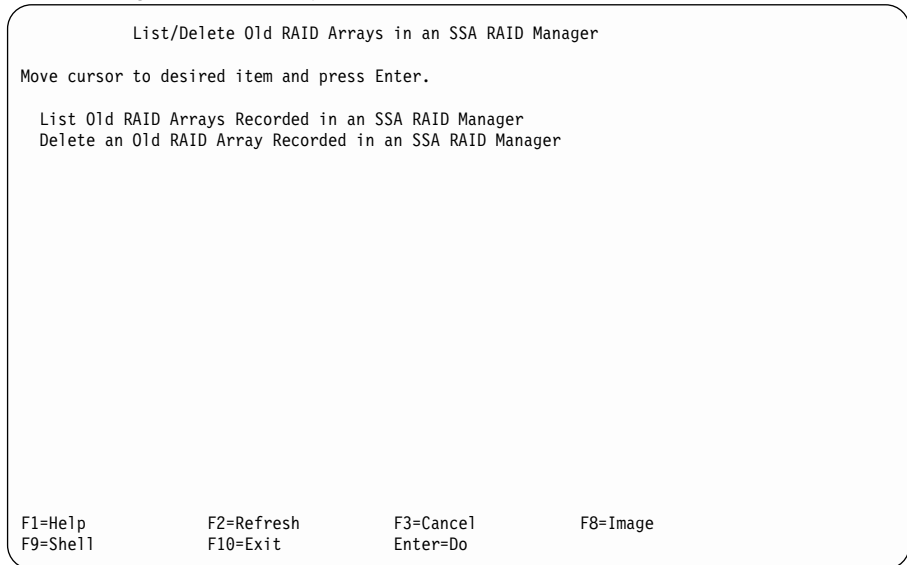 List/Delete Old RAID Arrays in an SSA RAID Manager
Move cursor to desired item and press Enter.
List Old RAID Arrays Recorded in an SSA RAID Manager
Delete an Old RAID Array Recorded in an SSA RAID Manager
F1=Help F2=Refresh F3=Cancel F8=Image
F9=Shell F10=Exit Enter=Do